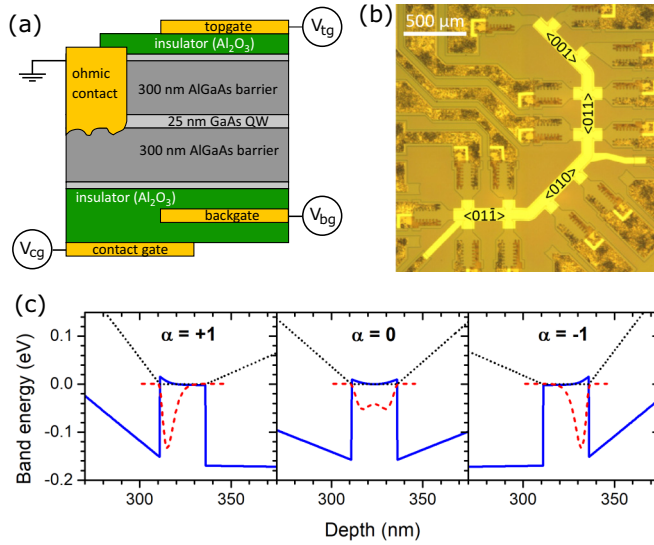 (a)
topgate
Vtg
insulator (Al2O3)
ohmic
contact
300 nm AlGaAs barrier
25 nm GaAs QW
300 nm AlGaAs barrier
insulator (Al2O3)
backgate
Vbg
Vcg
contact gate
(b)
500 μm
<001>
<011>
<010>
<011̄>
(c)
Band energy (eV)
0.1
0.0
-0.1
-0.2
α = +1
α = 0
α = -1
300 350 300 350 300 350
Depth (nm)